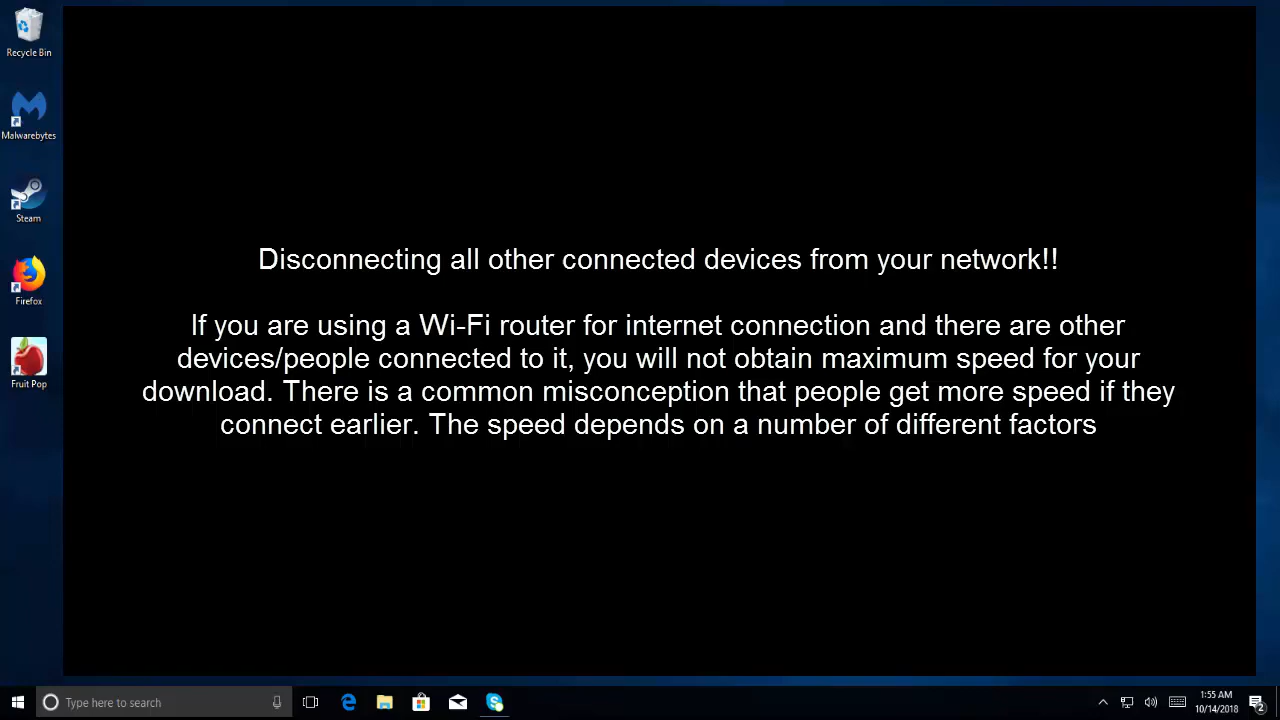 Recycle Bin
Malwarebytes
Steam
Firefox
Fruit Pop
Disconnecting all other connected devices from your network!!
If you are using a Wi-Fi router for internet connection and there are other
devices/people connected to it, you will not obtain maximum speed for your
download. There is a common misconception that people get more speed if they
connect earlier. The speed depends on a number of different factors
Type here to search
1:55 AM
10/14/2018
2